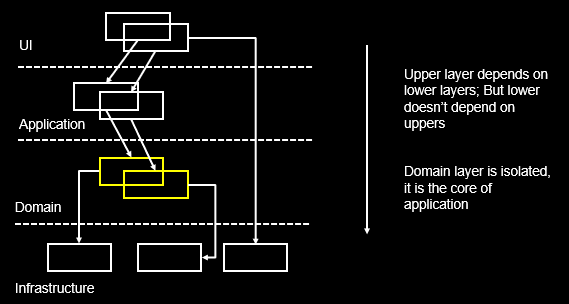 UI
Application
Domain
Infrastructure
Upper layer depends on
lower layers; But lower
doesn't depend on
uppers
Domain layer is isolated,
it is the core of
application